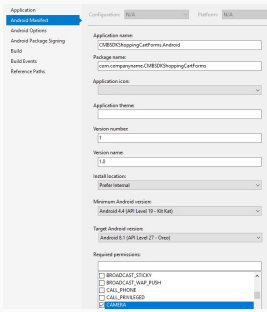 Application
Android Manifest
Android Options
Android Package Signing
Build
Build Events
Reference Paths
Configuration: N/A Platform: N/A
Application name:
CMBSDKShoppingCartForms.Android
Package name:
com.companyname.CMBSDKShoppingCartForms
Application icon:
Application theme
Version number:
1
Version name:
1.0
Install location:
Prefer Internal
Minimum Android version:
Android 4.4 (API Level 19 - Kit Kat)
Target Android version
Android 8.1 (API Level 27 - Oreo)
Required permissions:
BROADCAST_STICKY
BROADCAST_WAP_PUSH
CALL_PHONE
CALL_PRIVILEGED
CAMERA